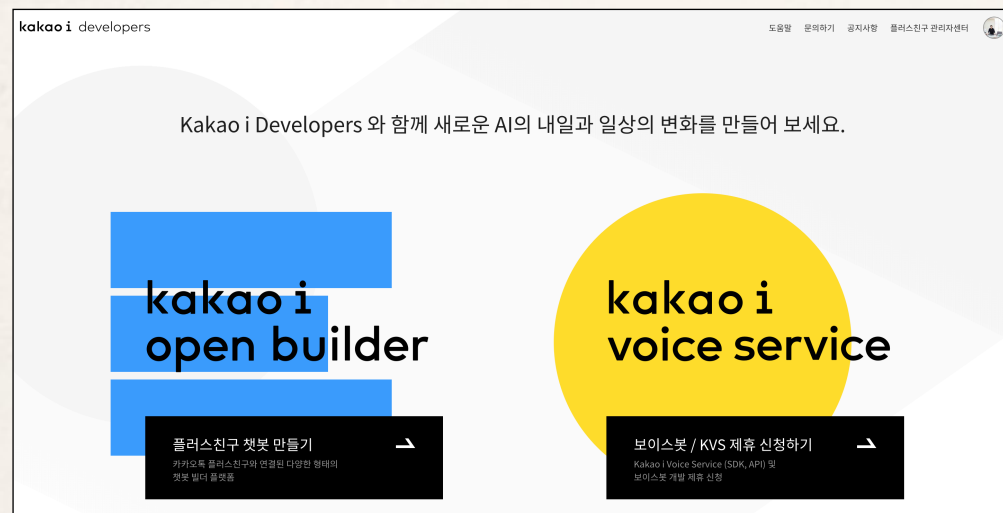 kakao i developers
도움말 문의하기 공지사항 플러스친구 관리자센터
Kakao i Developers 와 함께 새로운 AI의 내일과 일상의 변화를 만들어 보세요.
kakao i
open builder
플러스친구 챗봇 만들기
카카오톡 플러스친구와 연결된 다양한 형태의
챗봇 빌더 플랫폼
kakao i
voice service
보이스봇 / KVS 제휴 신청하기
Kakao i Voice Service (SDK, API) 및
보이스봇 개발 제휴 신청